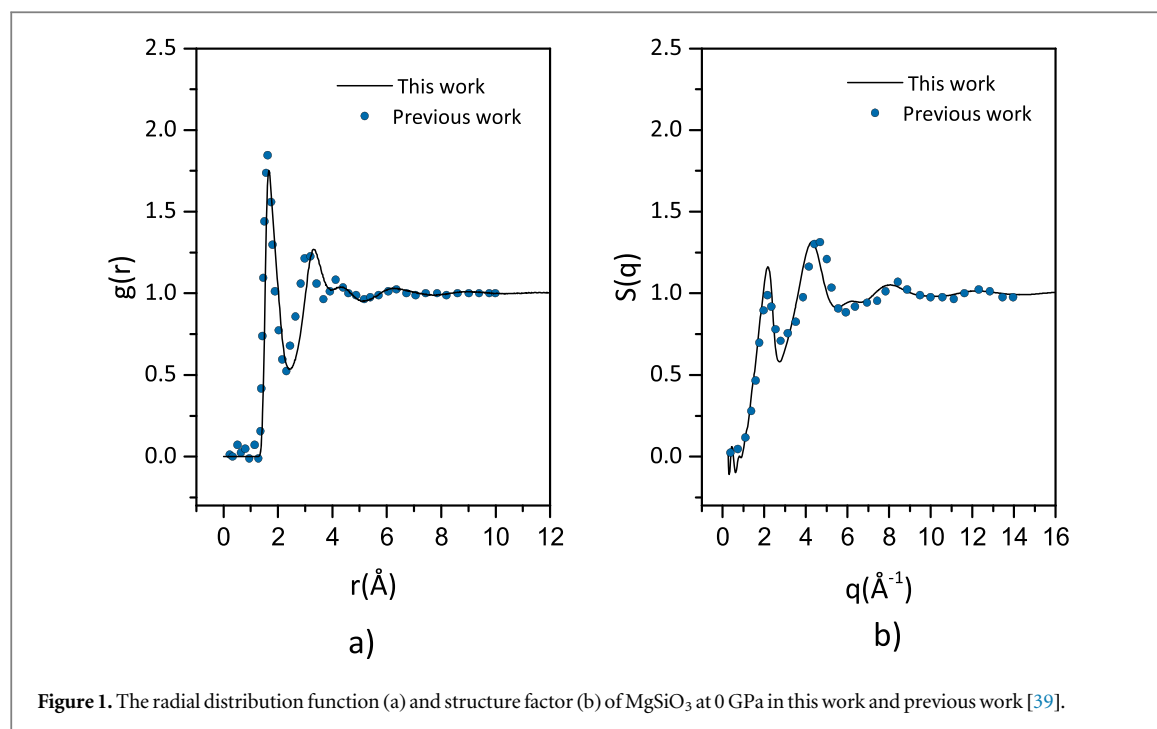 2.5
2.0
1.5
1.0
0.5
0.0
g(r)
This work
Previous work
0 2 4 6 8 10 12
r(Å)
a)
2.5
2.0
1.5
1.0
0.5
0.0
S(q)
This work
Previous work
0 2 4 6 8 10 12 14 16
q(Å⁻¹)
b)
Figure 1. The radial distribution function (a) and structure factor (b) of MgSiO₃ at 0 GPa in this work and previous work [39].